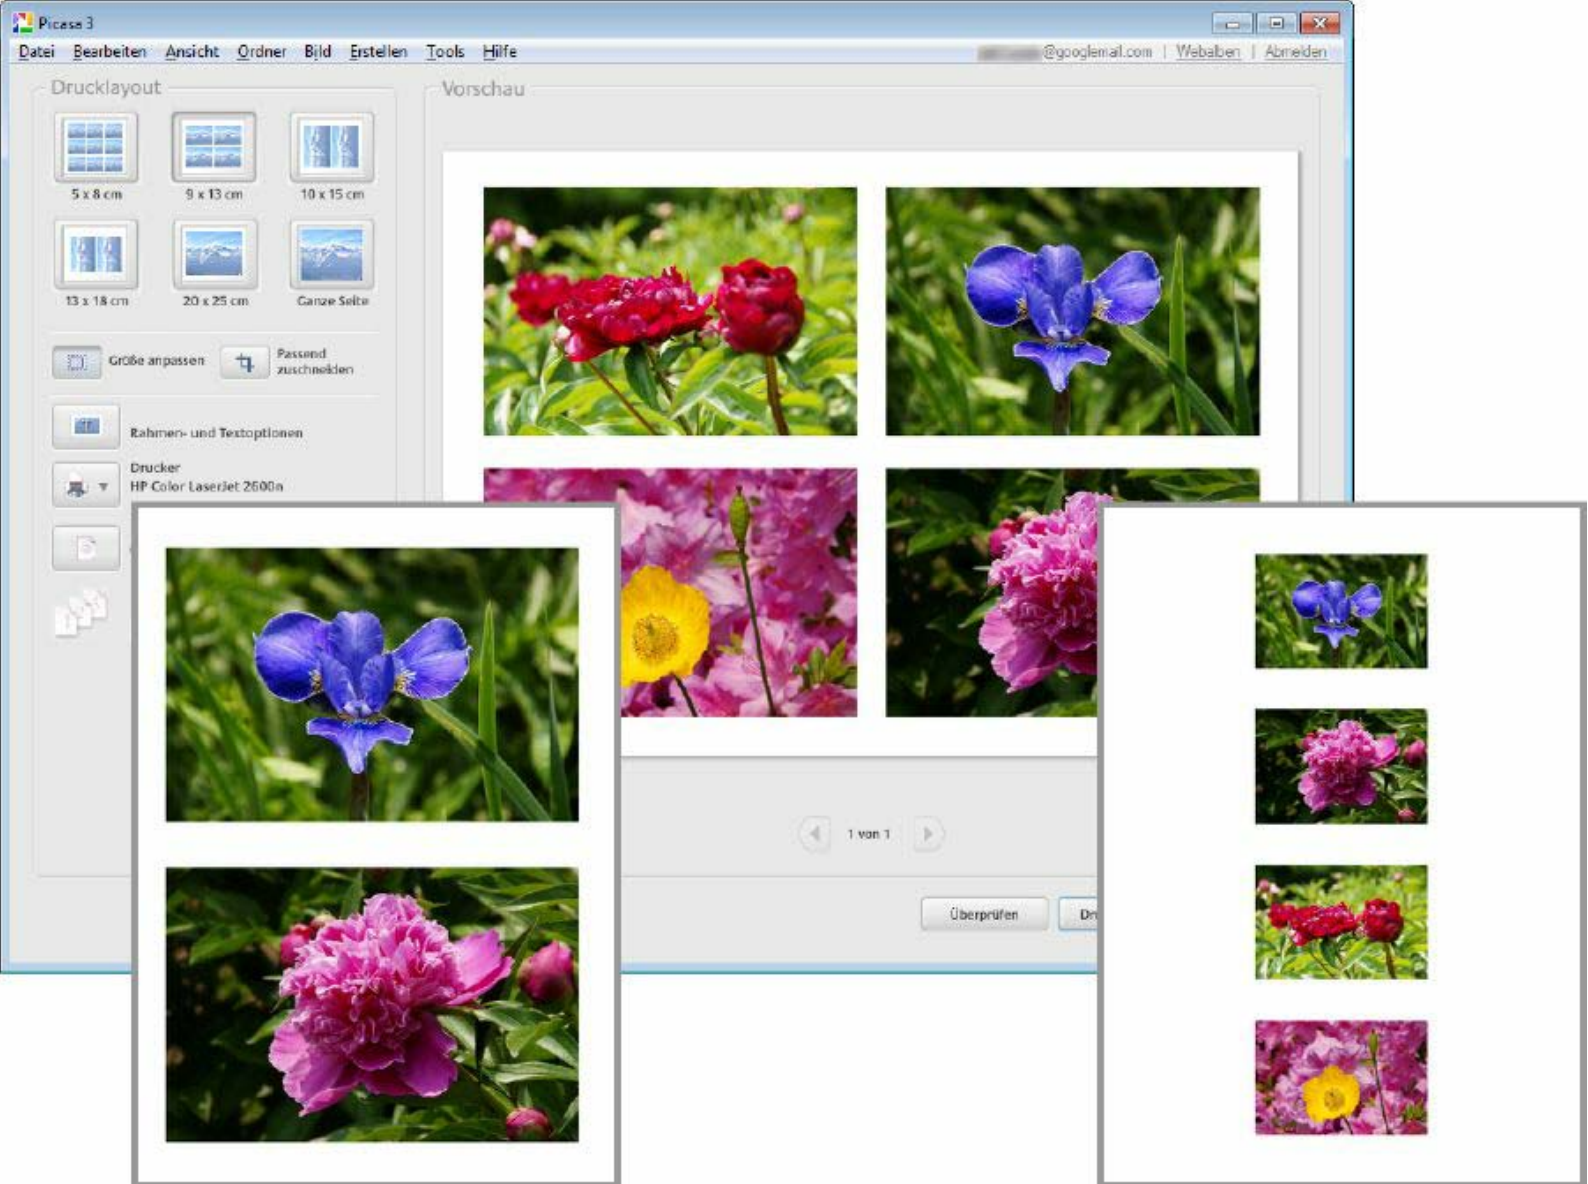 Picasa 3
Datei Bearbeiten Ansicht Ordner Bild Erstellen Tools Hilfe
@googlemail.com | Webalben | Abmelden
Drucklayout
Vorschau
5 x 8 cm
9 x 13 cm
10 x 15 cm
13 x 18 cm
20 x 25 cm
Ganze Seite
Größe anpassen
Passend
zuschneiden
Rahmen- und Textoptionen
Drucker
HP Color LaserJet 2600n
1 von 1
Überprüfen